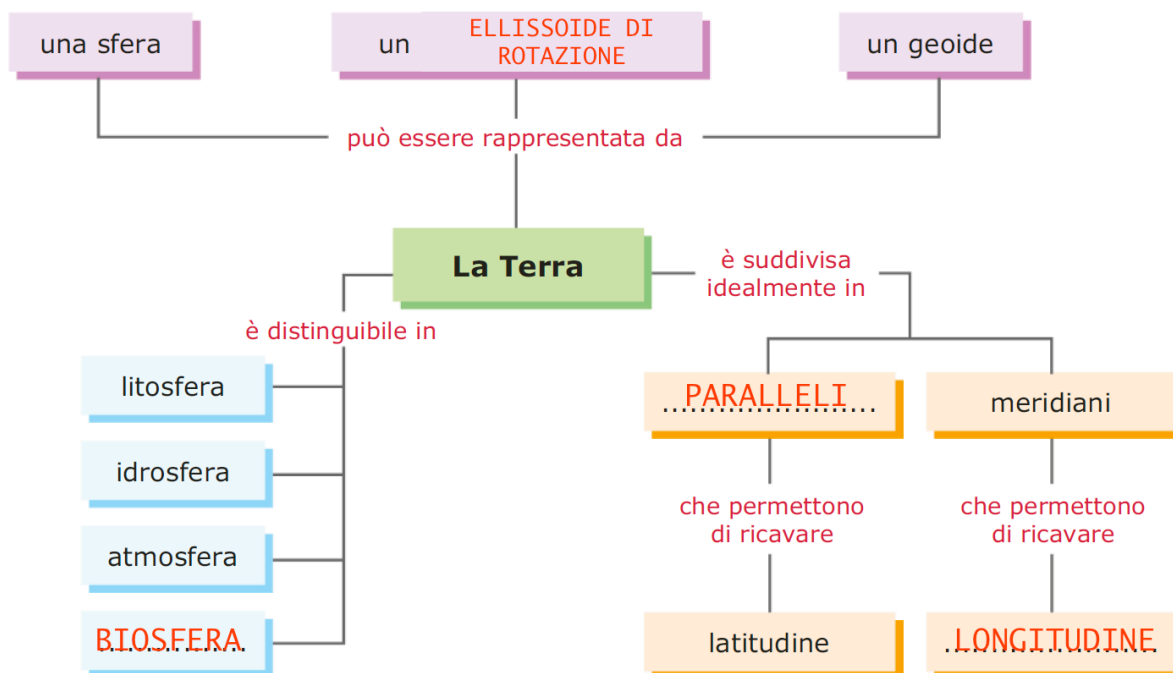 una sfera
un ELLISSOIDE DI
ROTAZIONE
un geoide
può essere rappresentata da
La Terra
è suddivisa
idealmente in
è distinguibile in
litosfera
idrosfera
atmosfera
BIOSFERA
PARALLELI
meridiani
che permettono
di ricavare
che permettono
di ricavare
latitudine
LONGITUDINE